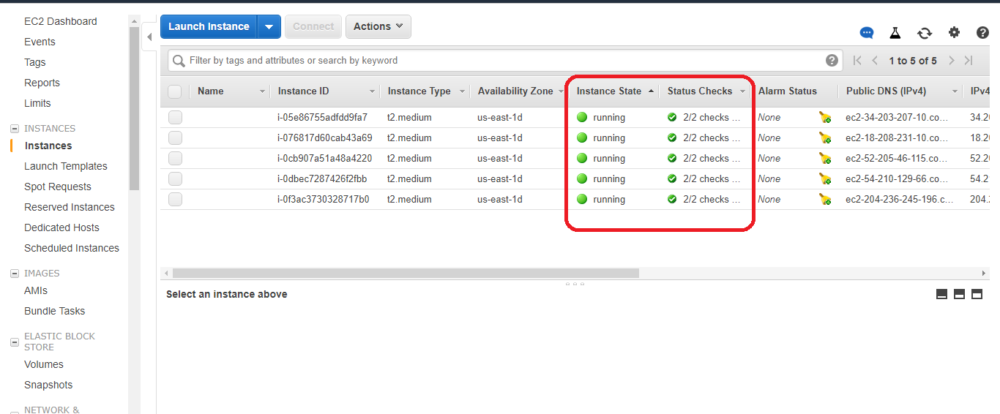 EC2 Dashboard
Events
Tags
Reports
Limits
INSTANCES
Instances
Launch Templates
Spot Requests
Reserved Instances
Dedicated Hosts
Scheduled Instances
IMAGES
AMIs
Bundle Tasks
ELASTIC BLOCK
STORE
Volumes
Snapshots
NETWORK &
Launch Instance Connect Actions
Filter by tags and attributes or search by keyword 1 to 5 of 5
Name Instance ID Instance Type Availability Zone Instance State Status Checks Alarm Status Public DNS (IPv4) IPv4
i-05e86755adfdd9fa7 t2.medium us-east-1d running 2/2 checks ... None ec2-34-203-207-10.co... 34.20
i-076817d60cab43a69 t2.medium us-east-1d running 2/2 checks ... None ec2-18-208-231-10.co... 18.20
i-0cb907a51a48a4220 t2.medium us-east-1d running 2/2 checks ... None ec2-52-205-46-115.co... 52.20
i-0dbec7287426f2fbb t2.medium us-east-1d running 2/2 checks ... None ec2-54-210-129-66.co... 54.2
i-0f3ac3730328717b0 t2.medium us-east-1d running 2/2 checks ... None ec2-204-236-245-196.c... 204.
Select an instance above